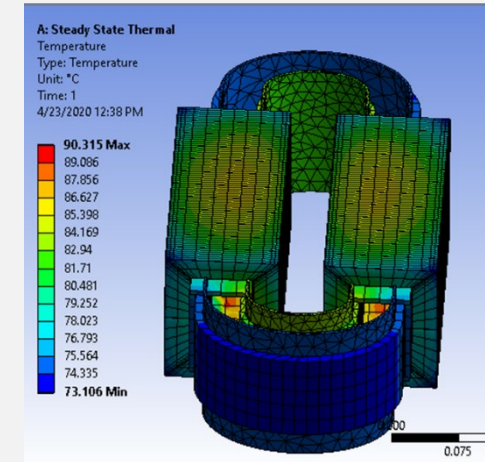 A: Steady State Thermal
Temperature
Type: Temperature
Unit: °C
Time: 1
4/23/2020 12:38 PM
90.315 Max
89.086
87.856
86.627
85.398
84.169
82.94
81.71
80.481
79.252
78.023
76.793
75.564
74.335
73.106 Min
0.075